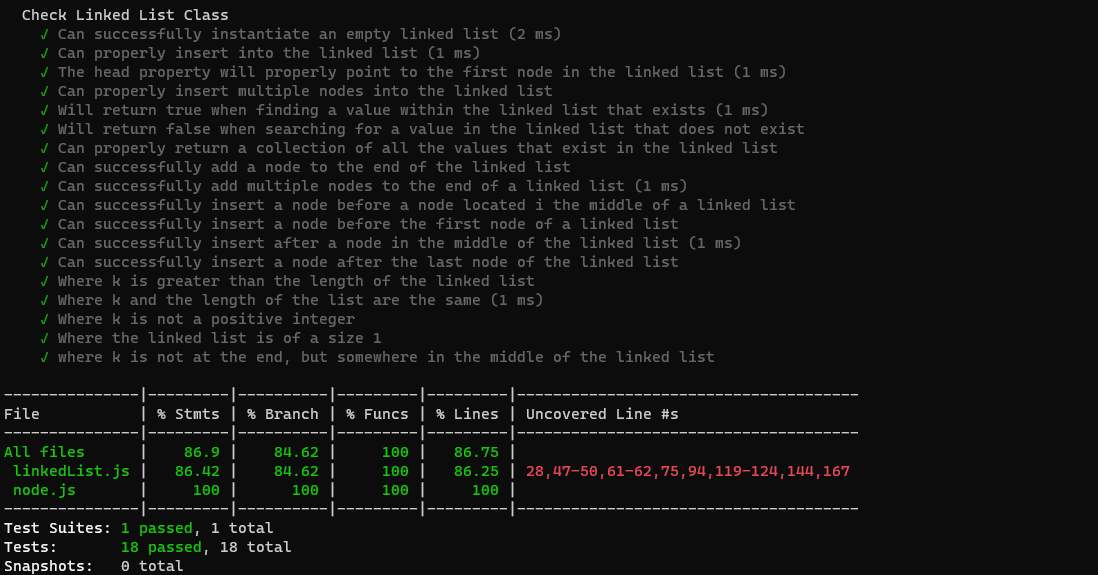 Check Linked List Class
√ Can successfully instantiate an empty linked list (2 ms)
√ Can properly insert into the linked list (1 ms)
√ The head property will properly point to the first node in the linked list (1 ms)
√ Can properly insert multiple nodes into the linked list
√ Will return true when finding a value within the linked list that exists (1 ms)
√ Will return false when searching for a value in the linked list that does not exist
√ Can properly return a collection of all the values that exist in the linked list
√ Can successfully add a node to the end of the linked list
√ Can successfully add multiple nodes to the end of a linked list (1 ms)
√ Can successfully insert a node before a node located i the middle of a linked list
√ Can successfully insert a node before the first node of a linked list
√ Can successfully insert after a node in the middle of the linked list (1 ms)
√ Can successfully insert a node after the last node of the linked list
√ Where k is greater than the length of the linked list
√ Where k and the length of the list are the same (1 ms)
√ Where k is not a positive integer
√ Where the linked list is of a size 1
√ where k is not at the end, but somewhere in the middle of the linked list
---------------|---------|----------|---------|---------|--------------------------------------
File           | % Stmts | % Branch | % Funcs | % Lines | Uncovered Line #s
---------------|---------|----------|---------|---------|--------------------------------------
All files      |    86.9 |    84.62 |     100 |   86.75 |
 linkedList.js |   86.42 |    84.62 |     100 |   86.25 | 28,47-50,61-62,75,94,119-124,144,167
 node.js       |     100 |      100 |     100 |     100 |
---------------|---------|----------|---------|---------|--------------------------------------
Test Suites: 1 passed, 1 total
Tests:       18 passed, 18 total
Snapshots:   0 total